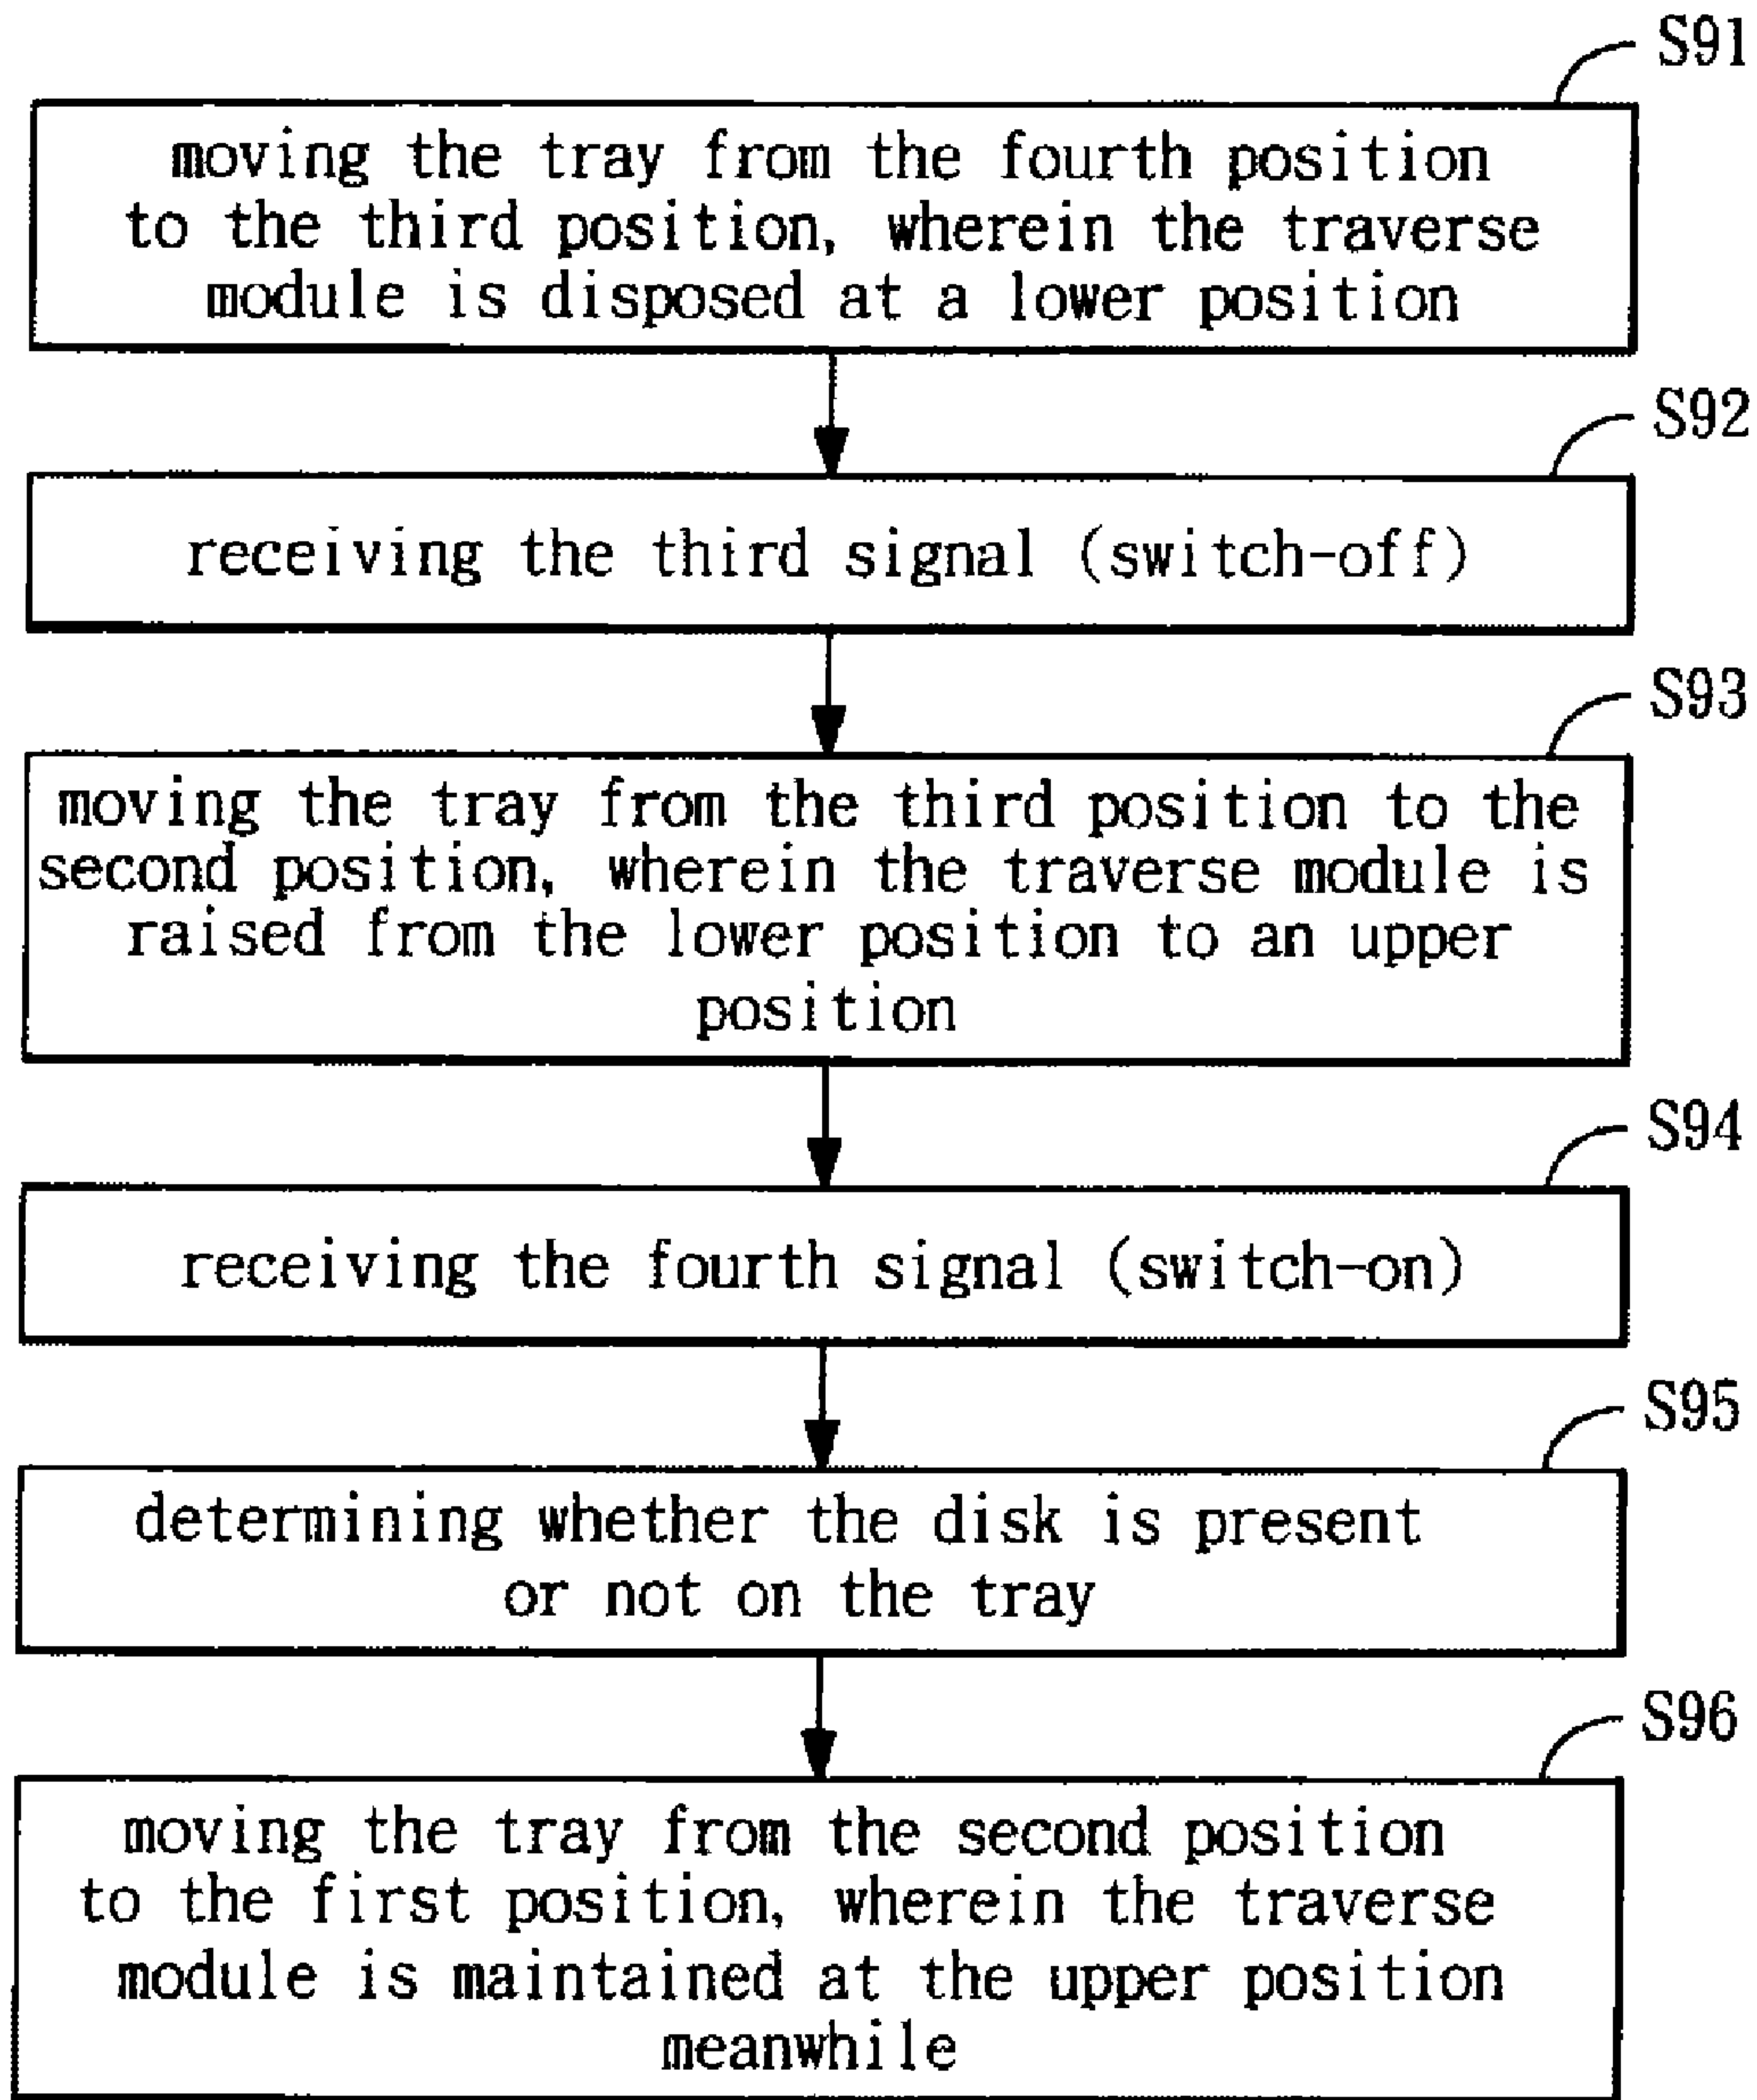 S91
moving the tray from the fourth position
to the third position, wherein the traverse
module is disposed at a lower position
S92
receiving the third signal (switch-off)
S93
moving the tray from the third position to the
second position, wherein the traverse module is
raised from the lower position to an upper
position
S94
receiving the fourth signal (switch-on)
S95
determining whether the disk is present
or not on the tray
S96
moving the tray from the second position
to the first position, wherein the traverse
module is maintained at the upper position
meanwhile